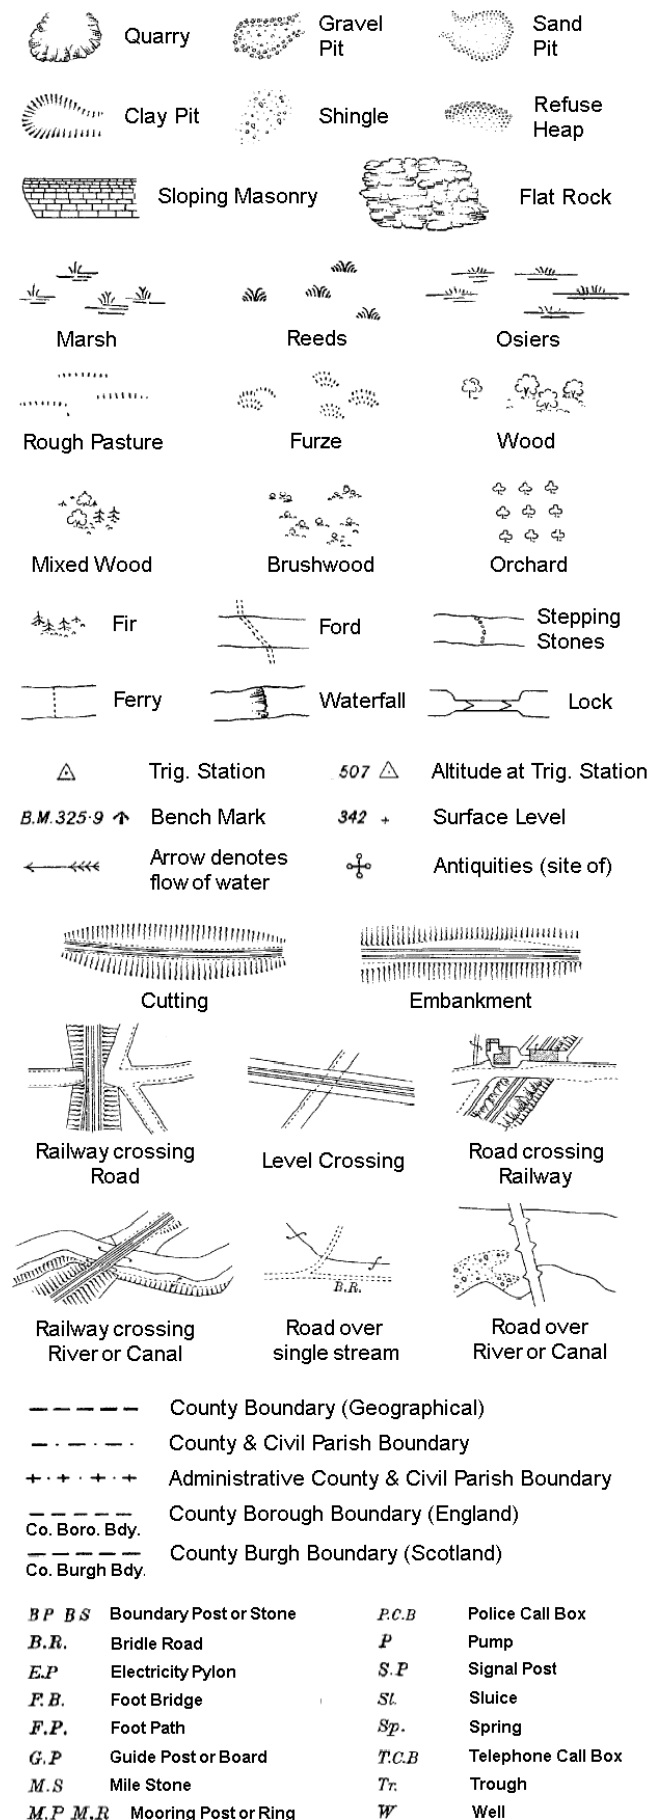 Quarry
Gravel
Pit
Sand
Pit
Clay Pit
Shingle
Refuse
Heap
Sloping Masonry
Flat Rock
Marsh
Reeds
Osiers
Rough Pasture
Furze
Wood
Mixed Wood
Brushwood
Orchard
Fir
Ford
Stepping
Stones
Ferry
Waterfall
Lock
Trig. Station
507
Altitude at Trig. Station
B.M.325·9
Bench Mark
342
Surface Level
Arrow denotes
flow of water
Antiquities (site of)
Cutting
Embankment
Railway crossing
Road
Level Crossing
Road crossing
Railway
B.R.
Railway crossing
River or Canal
Road over
single stream
Road over
River or Canal
County Boundary (Geographical)
County & Civil Parish Boundary
Administrative County & Civil Parish Boundary
Co. Boro. Bdy.
County Borough Boundary (England)
Co. Burgh Bdy.
County Burgh Boundary (Scotland)
B P B S Boundary Post or Stone
B.R. Bridle Road
E.P Electricity Pylon
F.B. Foot Bridge
F.P. Foot Path
G.P Guide Post or Board
M.S Mile Stone
M.P M.R Mooring Post or Ring
P.C.B Police Call Box
P Pump
S.P Signal Post
Sl. Sluice
Sp. Spring
T.C.B Telephone Call Box
Tr. Trough
W Well